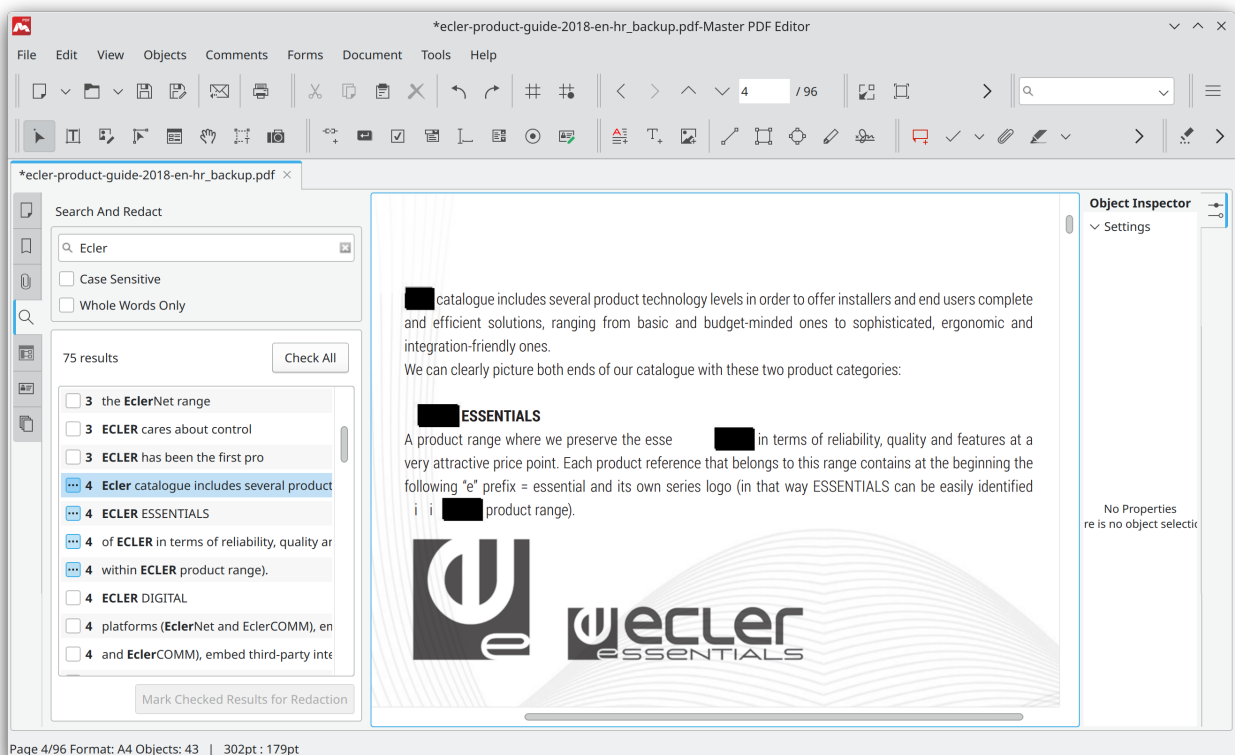 *ecler-product-guide-2018-en-hr_backup.pdf-Master PDF Editor
File Edit View Objects Comments Forms Document Tools Help
4 / 96
*ecler-product-guide-2018-en-hr_backup.pdf
Search And Redact
Ecler
Case Sensitive
Whole Words Only
75 results
Check All
3 the EclerNet range
3 ECLER cares about control
3 ECLER has been the first pro
4 Ecler catalogue includes several product
4 ECLER ESSENTIALS
4 of ECLER in terms of reliability, quality ar
4 within ECLER product range).
4 ECLER DIGITAL
4 platforms (EclerNet and EclerCOMM), en
4 and EclerCOMM), embed third-party inte
Mark Checked Results for Redaction
catalogue includes several product technology levels in order to offer installers and end users complete
and efficient solutions, ranging from basic and budget-minded ones to sophisticated, ergonomic and
integration-friendly ones.
We can clearly picture both ends of our catalogue with these two product categories:
ESSENTIALS
A product range where we preserve the esse in terms of reliability, quality and features at a
very attractive price point. Each product reference that belongs to this range contains at the beginning the
following “e” prefix = essential and its own series logo (in that way ESSENTIALS can be easily identified
i i product range).
e
ecler
essentials
Object Inspector
Settings
No Properties
re is no object selectic
Page 4/96 Format: A4 Objects: 43 | 302pt : 179pt